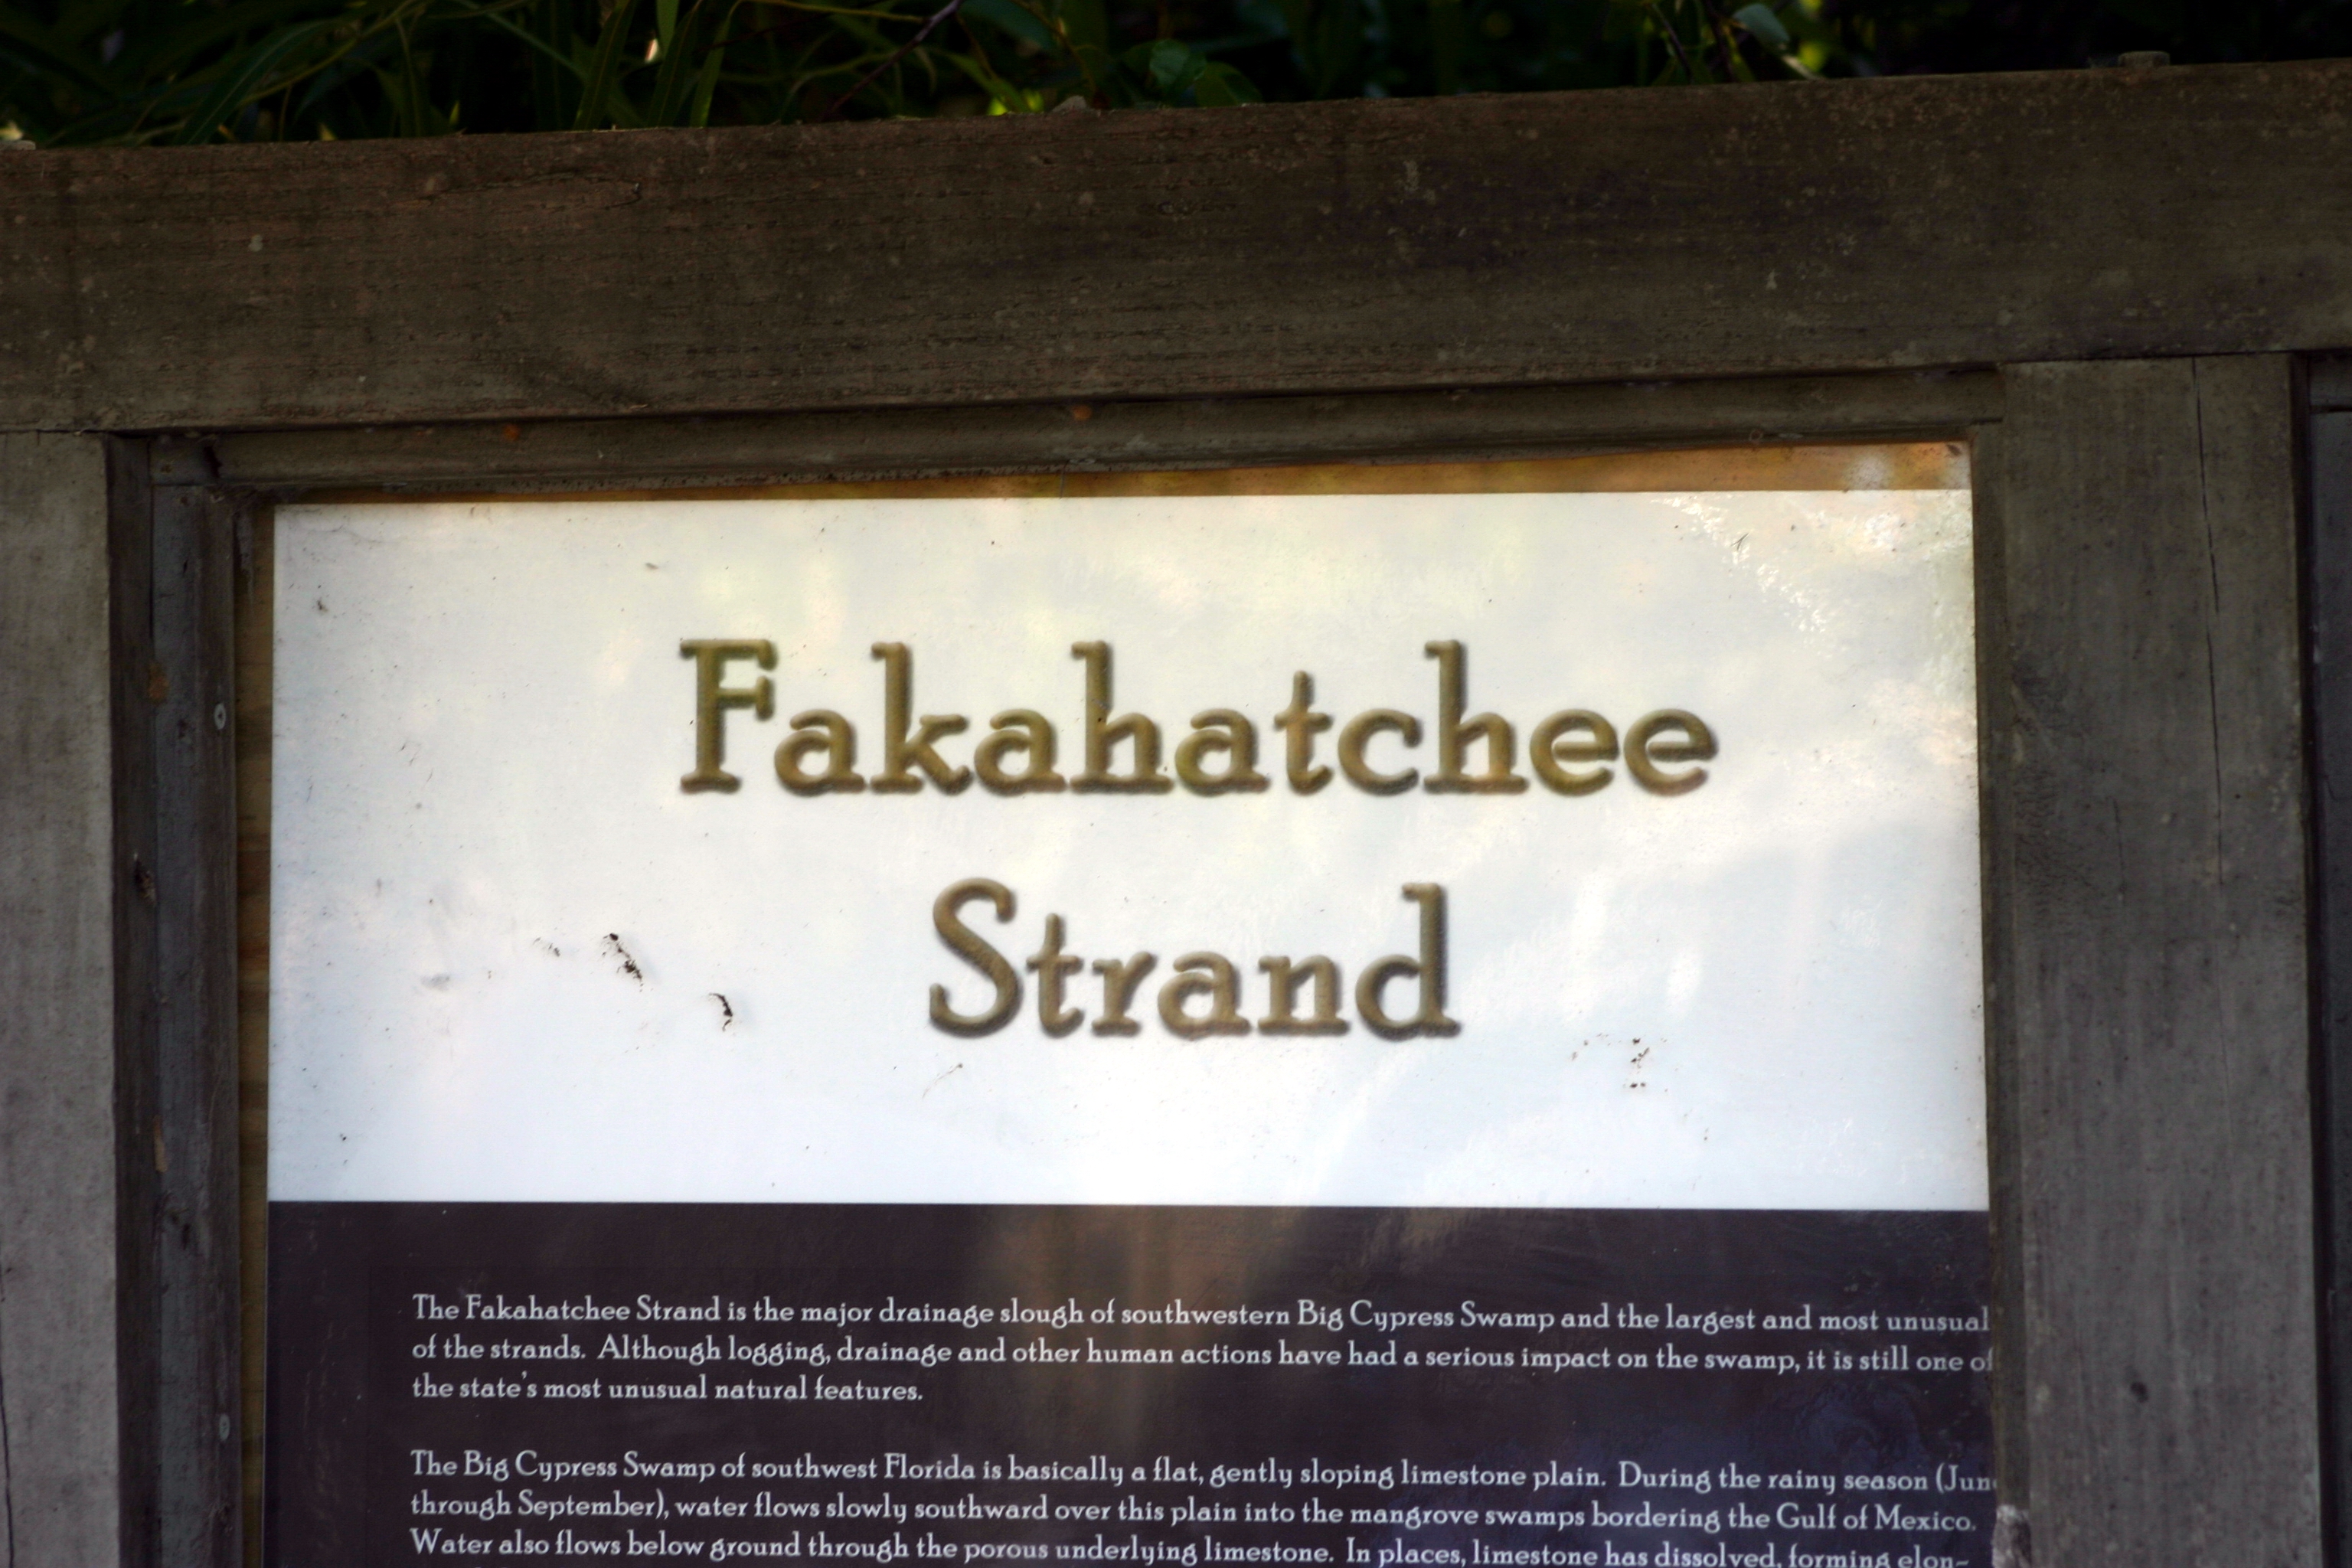 Fakahatchee
Strand
The Fakahatchee Strand is the major drainage slough of southwestern Big Cypress Swamp and the largest and most unusual
of the strands. Although logging, drainage and other human actions have had a serious impact on the swamp, it is still one of
the state's most unusual natural features.
The Big Cypress Swamp of southwest Florida is basically a flat, gently sloping limestone plain. During the rainy season (June
through September), water flows slowly southward over this plain into the mangrove swamps bordering the Gulf of Mexico.
Water also flows below ground through the porous underlying limestone. In places, limestone has dissolved, forming elon-